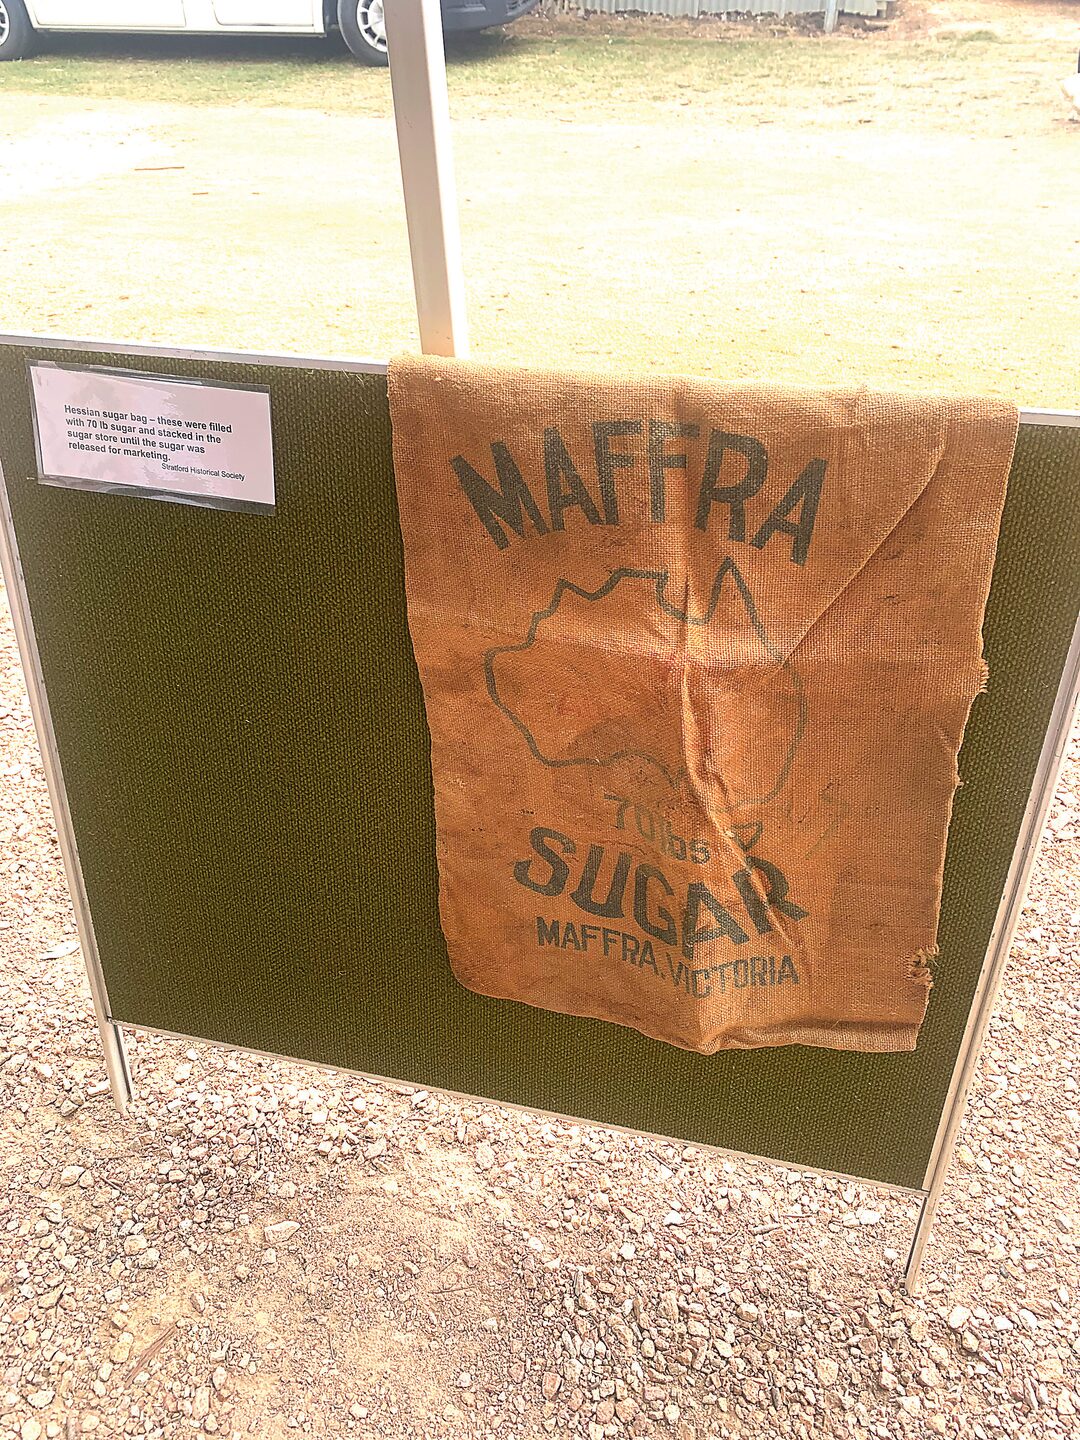 Hessian sugar bag – these were filled
with 70 lb sugar and stacked in the
sugar store until the sugar was
released for marketing.
Stratford Historical Society
MAFFRA
70lbs
SUGAR
MAFFRA. VICTORIA